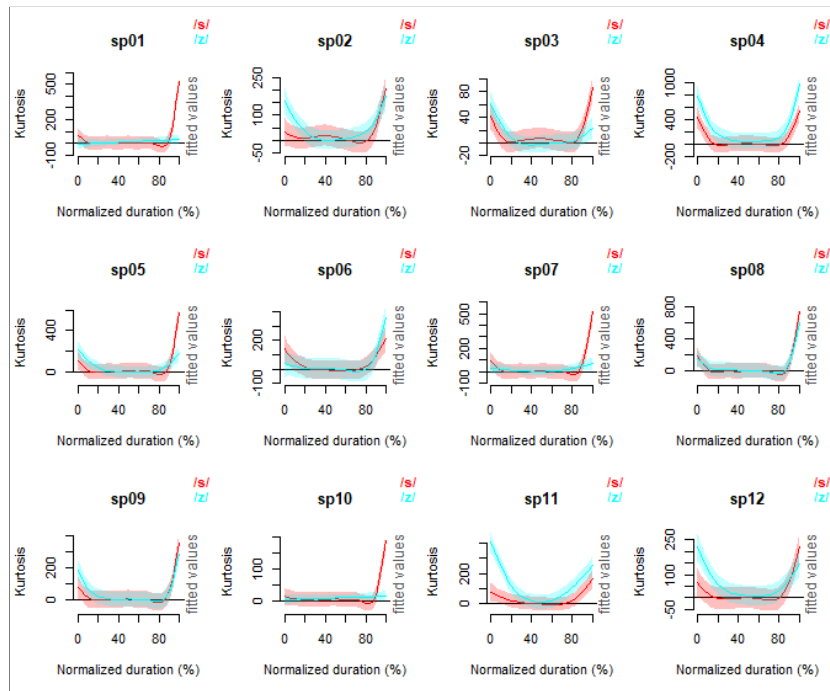 /s/
/z/
sp01
Kurtosis
500
200
-100
fitted values
0 40 80
Normalized duration (%)
/s/
/z/
sp02
Kurtosis
250
100
-50
fitted values
0 40 80
Normalized duration (%)
/s/
/z/
sp03
Kurtosis
80
40
-20
fitted values
0 40 80
Normalized duration (%)
/s/
/z/
sp04
Kurtosis
1000
400
-200
fitted values
0 40 80
Normalized duration (%)
/s/
/z/
sp05
Kurtosis
400
0
fitted values
0 40 80
Normalized duration (%)
/s/
/z/
sp06
Kurtosis
200
-100
fitted values
0 40 80
Normalized duration (%)
/s/
/z/
sp07
Kurtosis
500
200
-100
fitted values
0 40 80
Normalized duration (%)
/s/
/z/
sp08
Kurtosis
800
400
0
fitted values
0 40 80
Normalized duration (%)
/s/
/z/
sp09
Kurtosis
200
0
fitted values
0 40 80
Normalized duration (%)
/s/
/z/
sp10
Kurtosis
100
0
fitted values
0 40 80
Normalized duration (%)
/s/
/z/
sp11
Kurtosis
200
0
fitted values
0 40 80
Normalized duration (%)
/s/
/z/
sp12
Kurtosis
250
100
-50
fitted values
0 40 80
Normalized duration (%)